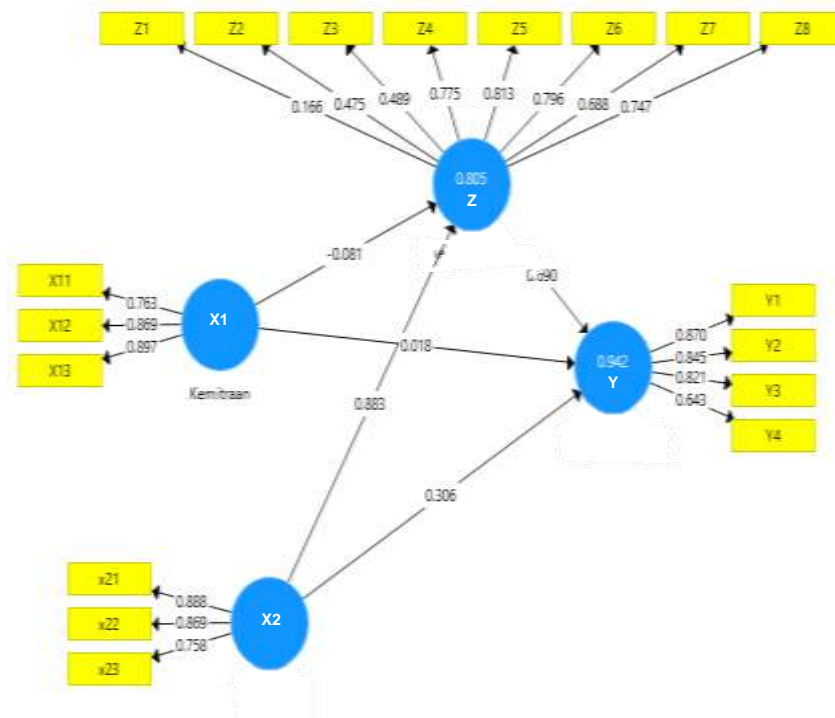 Z1 Z2 Z3 Z4 Z5 Z6 Z7 Z8
0.166 0.475 0.489 0.775 0.813 0.796 0.688 0.747
0.805
Z
-0.081
X11
X12
X13
0.763
0.869
0.897
X1
Kemitraan
0.018
0.883
0.306
0.942
Y
0.870
0.845
0.821
0.643
Y1
Y2
Y3
Y4
x21
x22
x23
0.888
0.869
0.758
X2